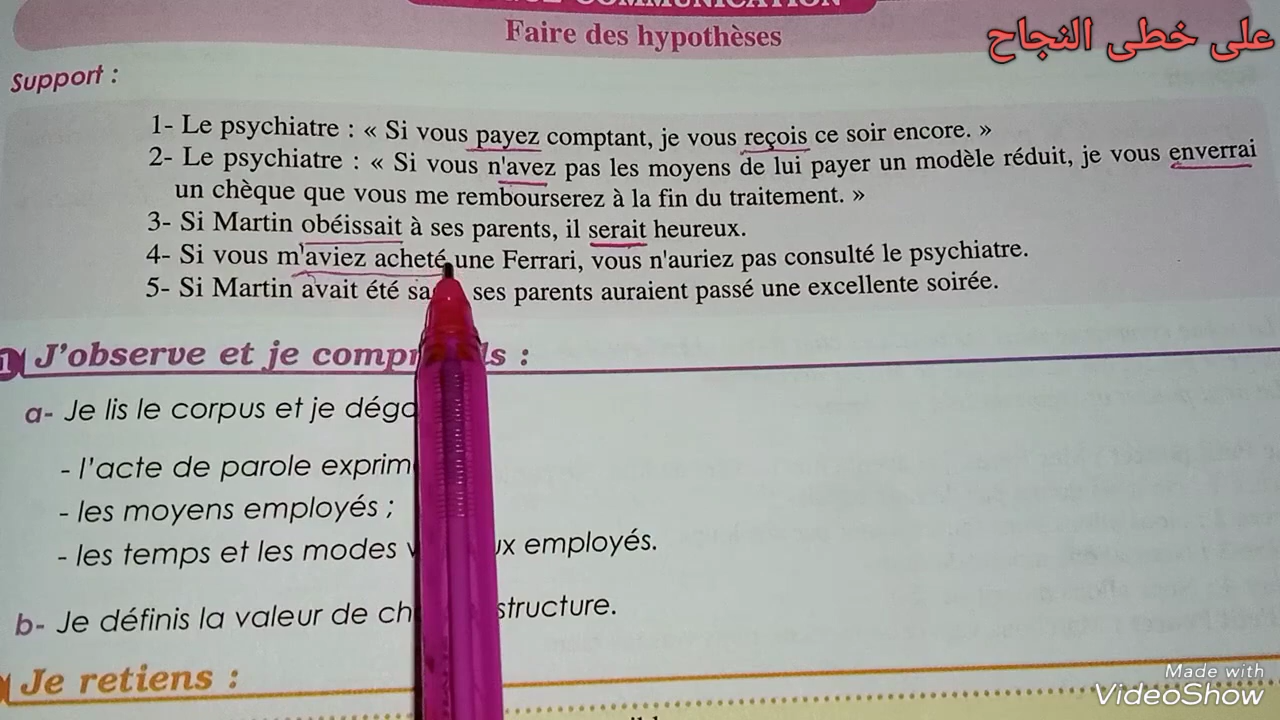 COMMUNICATION
Faire des hypothèses
على خطى النجاح
Support :
1- Le psychiatre : « Si vous payez comptant, je vous reçois ce soir encore. »
2- Le psychiatre : « Si vous n'avez pas les moyens de lui payer un modèle réduit, je vous enverrai
un chèque que vous me rembourserez à la fin du traitement. »
3- Si Martin obéissait à ses parents, il serait heureux.
4- Si vous m'aviez acheté une Ferrari, vous n'auriez pas consulté le psychiatre.
5- Si Martin avait été ses parents auraient passé une excellente soirée.
1 J'observe et je :
a- Je lis le corpus et je
- l'acte de parole
- les moyens employés ;
- les temps et les modes employés.
b- Je définis la valeur de structure.
Je retiens :
Made with
VideoShow